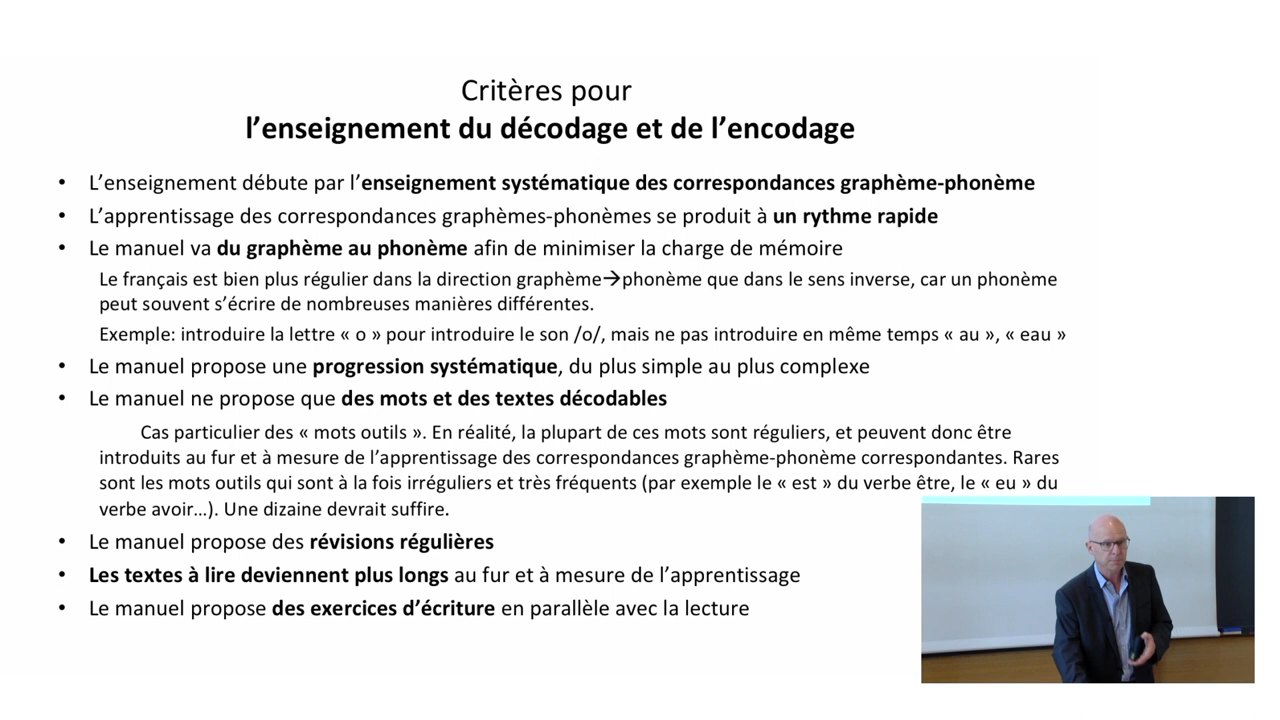 Critères pour
l’enseignement du décodage et de l’encodage
• L’enseignement débute par l’enseignement systématique des correspondances graphème-phonème
• L’apprentissage des correspondances graphèmes-phonèmes se produit à un rythme rapide
• Le manuel va du graphème au phonème afin de minimiser la charge de mémoire
Le français est bien plus régulier dans la direction graphème→phonème que dans le sens inverse, car un phonème
peut souvent s’écrire de nombreuses manières différentes.
Exemple: introduire la lettre « o » pour introduire le son /o/, mais ne pas introduire en même temps « au », « eau »
• Le manuel propose une progression systématique, du plus simple au plus complexe
• Le manuel ne propose que des mots et des textes décodables
Cas particulier des « mots outils ». En réalité, la plupart de ces mots sont réguliers, et peuvent donc être
introduits au fur et à mesure de l’apprentissage des correspondances graphème-phonème correspondantes. Rares
sont les mots outils qui sont à la fois irréguliers et très fréquents (par exemple le « est » du verbe être, le « eu » du
verbe avoir…). Une dizaine devrait suffire.
• Le manuel propose des révisions régulières
• Les textes à lire deviennent plus longs au fur et à mesure de l’apprentissage
• Le manuel propose des exercices d’écriture en parallèle avec la lecture